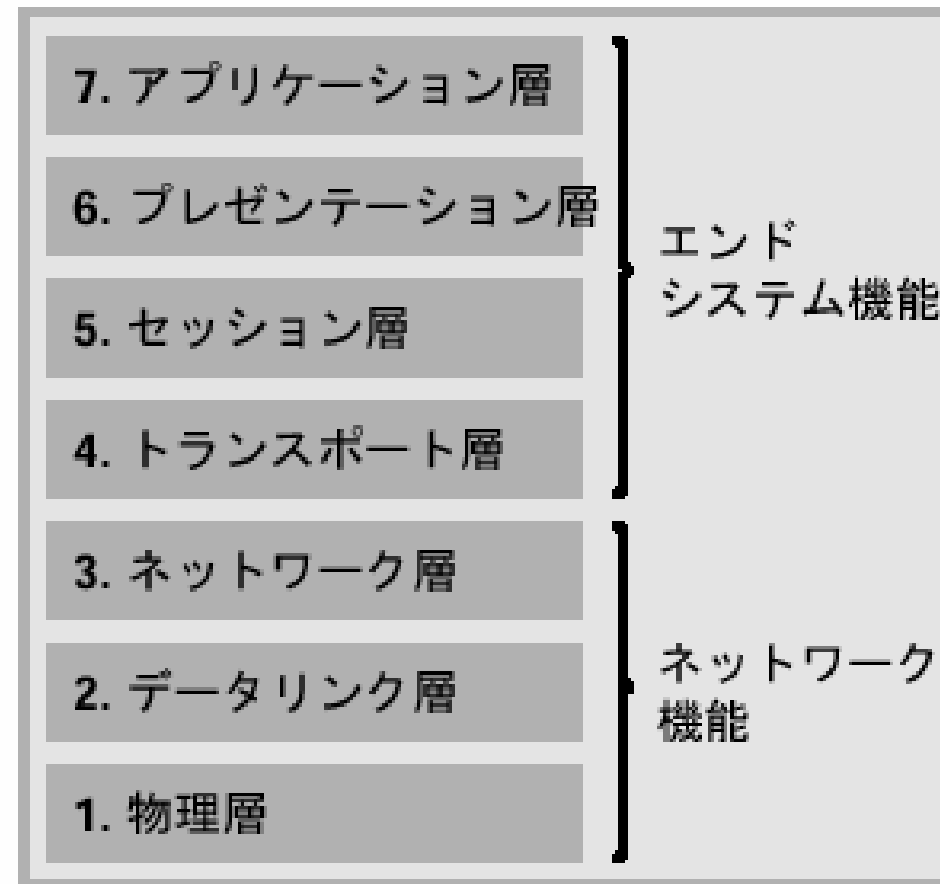 7. アプリケーション層
6. プレゼンテーション層
5. セッション層
4. トランスポート層
3. ネットワーク層
2. データリンク層
1. 物理層
エンド
システム機能
ネットワーク
機能